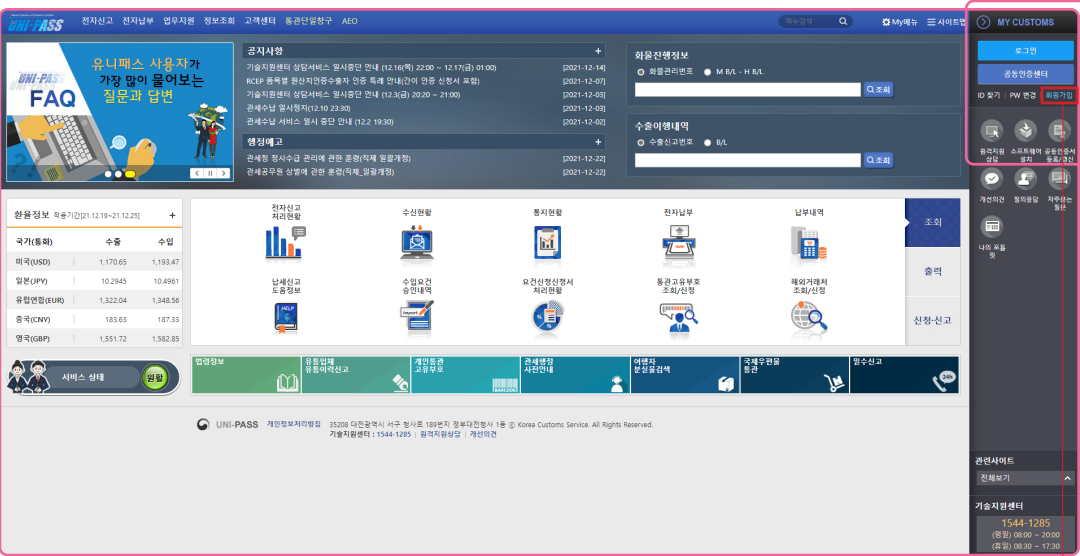 UNI-PASS
전자신고 전자납부 업무지원 정보조회 고객센터 통관단일창구 AEO
메뉴검색
My메뉴 사이트맵
MY CUSTOMS
로그인
공동인증센터
ID 찾기 PW 변경 회원가입
원격지원 상담
소프트웨어 설치
공동인증서 등록/갱신
개선의견
질의응답
자주하는 질문
나의 포틀릿
UNI-PASS
FAQ
유니패스 사용자가
가장 많이 물어보는
질문과 답변
공지사항 +
기술지원센터 상담서비스 일시중단 안내 (12.16(목) 22:00 ~ 12.17(금) 01:00) [2021-12-14]
RCEP 품목별 원산지인증수출자 인증 특례 안내(간이 인증 신청서 포함) [2021-12-07]
기술지원센터 상담서비스 일시중단 안내 (12.3(금) 20:20 ~ 21:00) [2021-12-03]
관세수납 일시정지(12.10 23:30) [2021-12-03]
관세수납 서비스 일시 중단 안내 (12.2 19:30) [2021-12-02]
행정예고 +
관세청 청사수급 관리에 관한 훈령(직제 일괄개정) [2021-12-22]
관세공무원 상벌에 관한 훈령(직제_일괄개정) [2021-12-22]
화물진행정보
화물관리번호 M B/L - H B/L
조회
수출이행내역
수출신고번호 B/L
조회
환율정보 적용기간[21.12.19~21.12.25] +
국가(통화) 수출 수입
미국(USD) 1,170.65 1,193.47
일본(JPY) 10.2945 10.4961
유럽연합(EUR) 1,322.04 1,348.56
중국(CNY) 183.63 187.33
영국(GBP) 1,551.72 1,582.85
전자신고 처리현황
수신현황
통지현황
전자납부
납부내역
납세신고 도움정보
HELP
수입요건 승인내역
Import
요건신청신청서 처리현황
통관고유부호 조회/신청
해외거래처 조회/신청
조회
출력
신청·신고
서비스 상태 원활
법령정보
유통업체 유통이력신고
개인통관 고유부호
BARCODE
관세행정 사전안내
여행자 분실물검색
국제우편물 통관
밀수신고
24h
UNI-PASS 개인정보처리방침 35208 대전광역시 서구 청사로 189번지 정부대전청사 1동 ⓒ Korea Customs Service. All Rights Reserved.
기술지원센터 : 1544-1285 | 원격지원상담 | 개선의견
관련사이트
전체보기
기술지원센터
1544-1285
(평일) 08:00 ~ 20:00
(휴일) 08:30 ~ 17:30